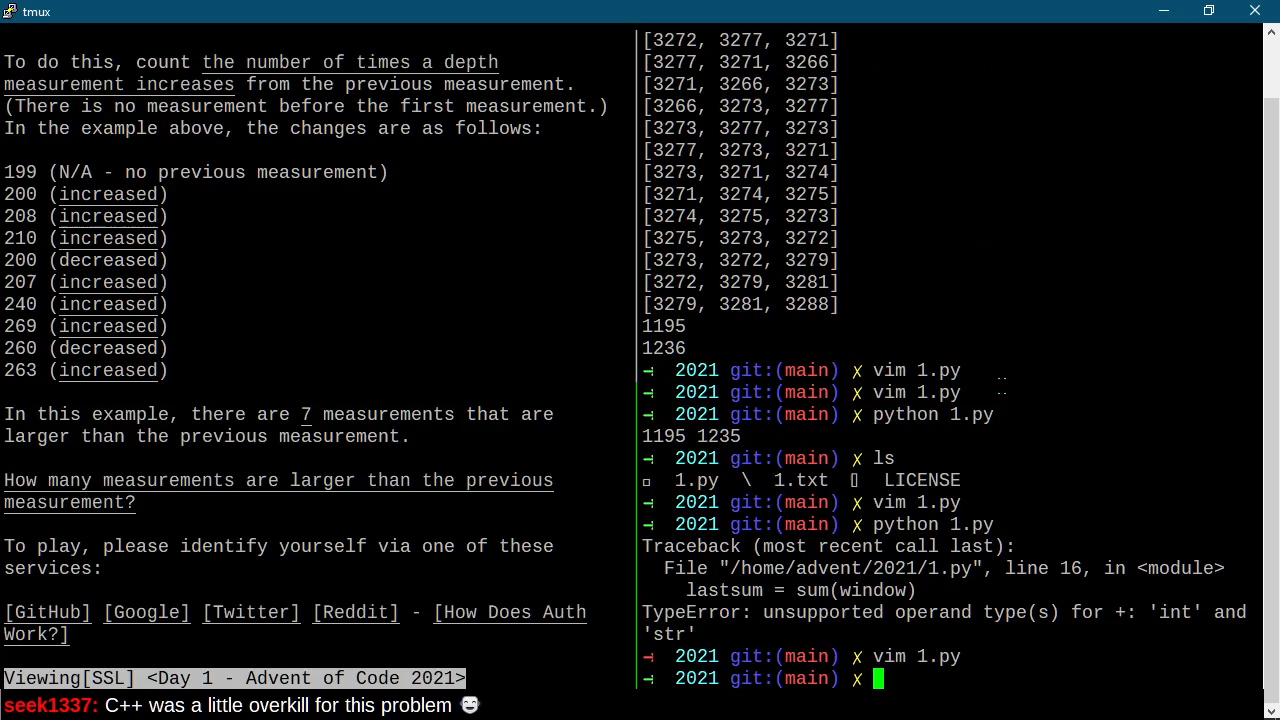 tmux
To do this, count the number of times a depth
measurement increases from the previous measurement.
(There is no measurement before the first measurement.)
In the example above, the changes are as follows:
199 (N/A - no previous measurement)
200 (increased)
208 (increased)
210 (increased)
200 (decreased)
207 (increased)
240 (increased)
269 (increased)
260 (decreased)
263 (increased)
In this example, there are 7 measurements that are
larger than the previous measurement.
How many measurements are larger than the previous
measurement?
To play, please identify yourself via one of these
services:
[GitHub] [Google] [Twitter] [Reddit] - [How Does Auth
Work?]
Viewing[SSL] <Day 1 - Advent of Code 2021>
[3272, 3277, 3271]
[3277, 3271, 3266]
[3271, 3266, 3273]
[3266, 3273, 3277]
[3273, 3277, 3273]
[3277, 3273, 3271]
[3273, 3271, 3274]
[3271, 3274, 3275]
[3274, 3275, 3273]
[3275, 3273, 3272]
[3273, 3272, 3279]
[3272, 3279, 3281]
[3279, 3281, 3288]
1195
1236
→ 2021 git:(main) ✗ vim 1.py
→ 2021 git:(main) ✗ vim 1.py
→ 2021 git:(main) ✗ python 1.py
1195 1235
→ 2021 git:(main) ✗ ls
1.py \ 1.txt LICENSE
→ 2021 git:(main) ✗ vim 1.py
→ 2021 git:(main) ✗ python 1.py
Traceback (most recent call last):
File "/home/advent/2021/1.py", line 16, in <module>
lastsum = sum(window)
TypeError: unsupported operand type(s) for +: 'int' and
'str'
→ 2021 git:(main) ✗ vim 1.py
→ 2021 git:(main) ✗
seek1337: C++ was a little overkill for this problem